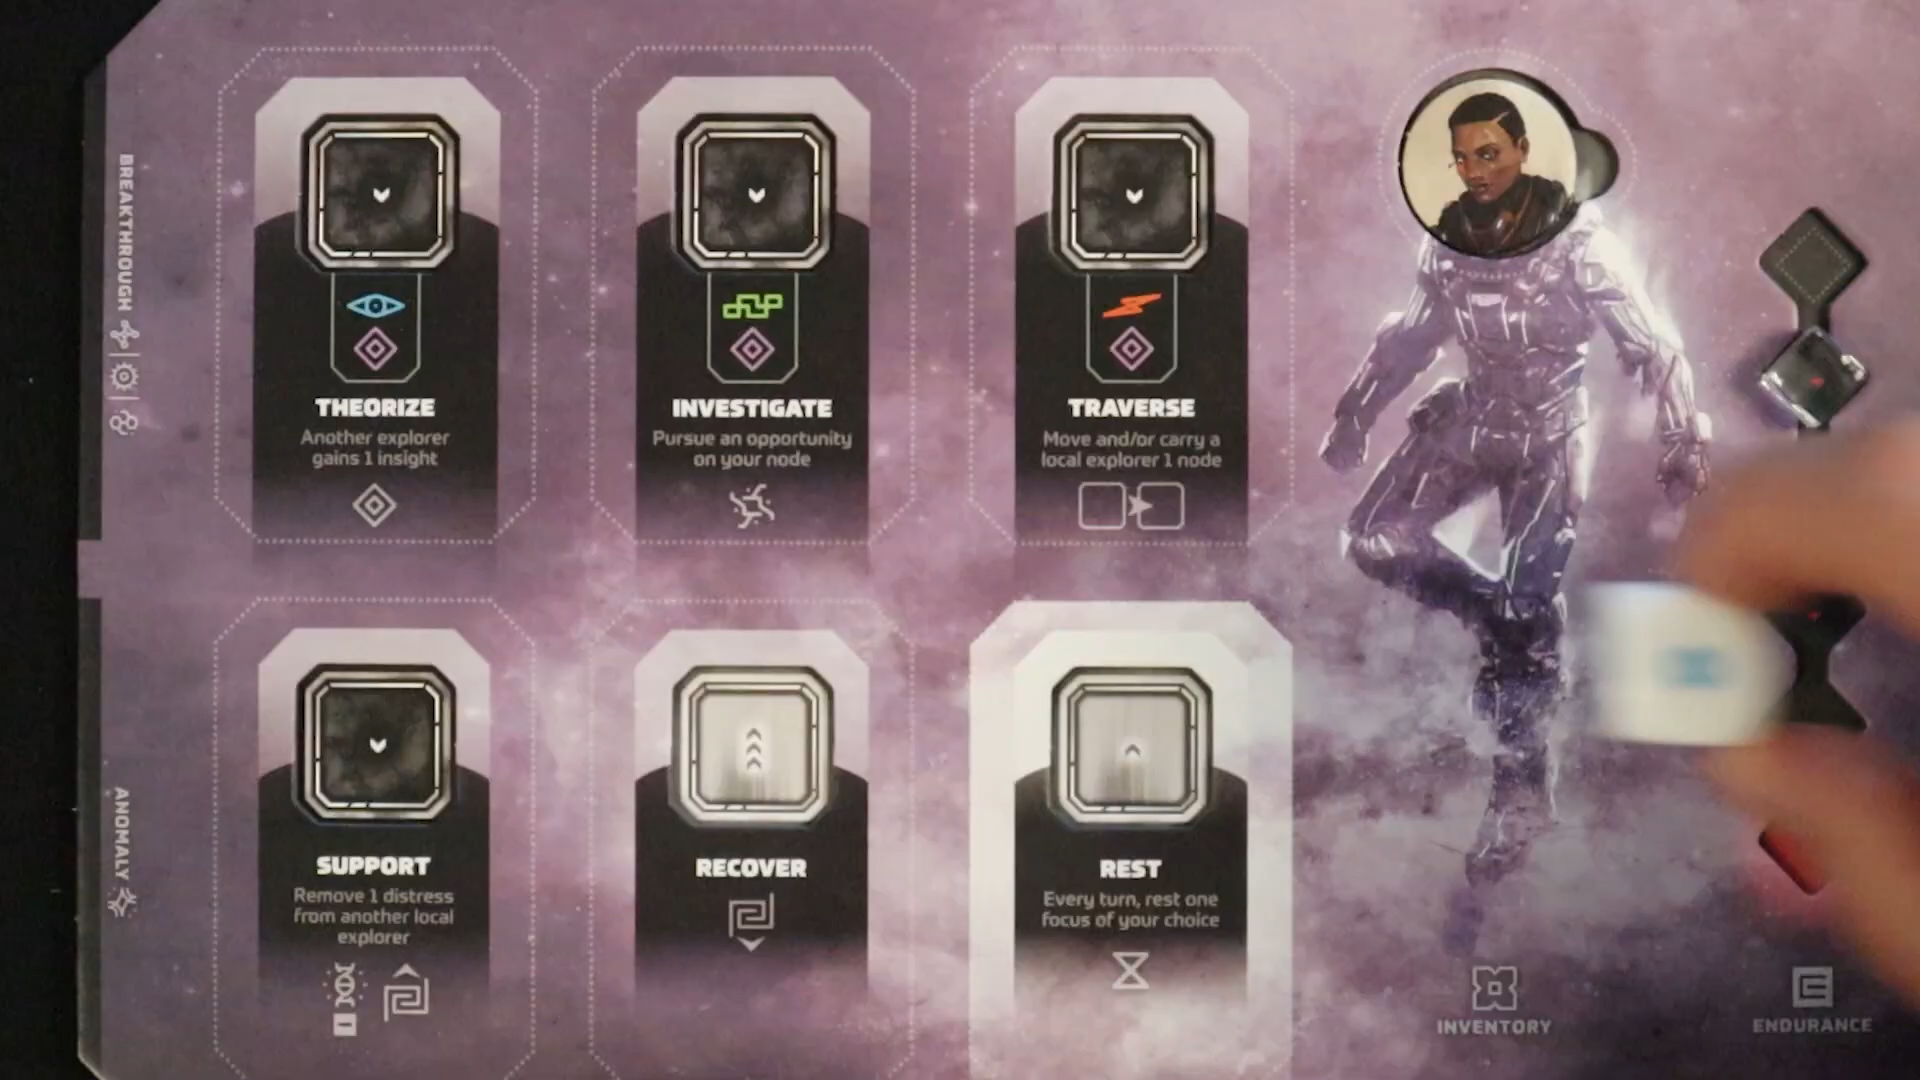 BREAKTHROUGH
THEORIZE
Another explorer
gains 1 insight
INVESTIGATE
Pursue an opportunity
on your node
TRAVERSE
Move and/or carry a
local explorer 1 node
ANOMALY
SUPPORT
Remove 1 distress
from another local
explorer
RECOVER
REST
Every turn, rest one
focus of your choice
INVENTORY
ENDURANCE